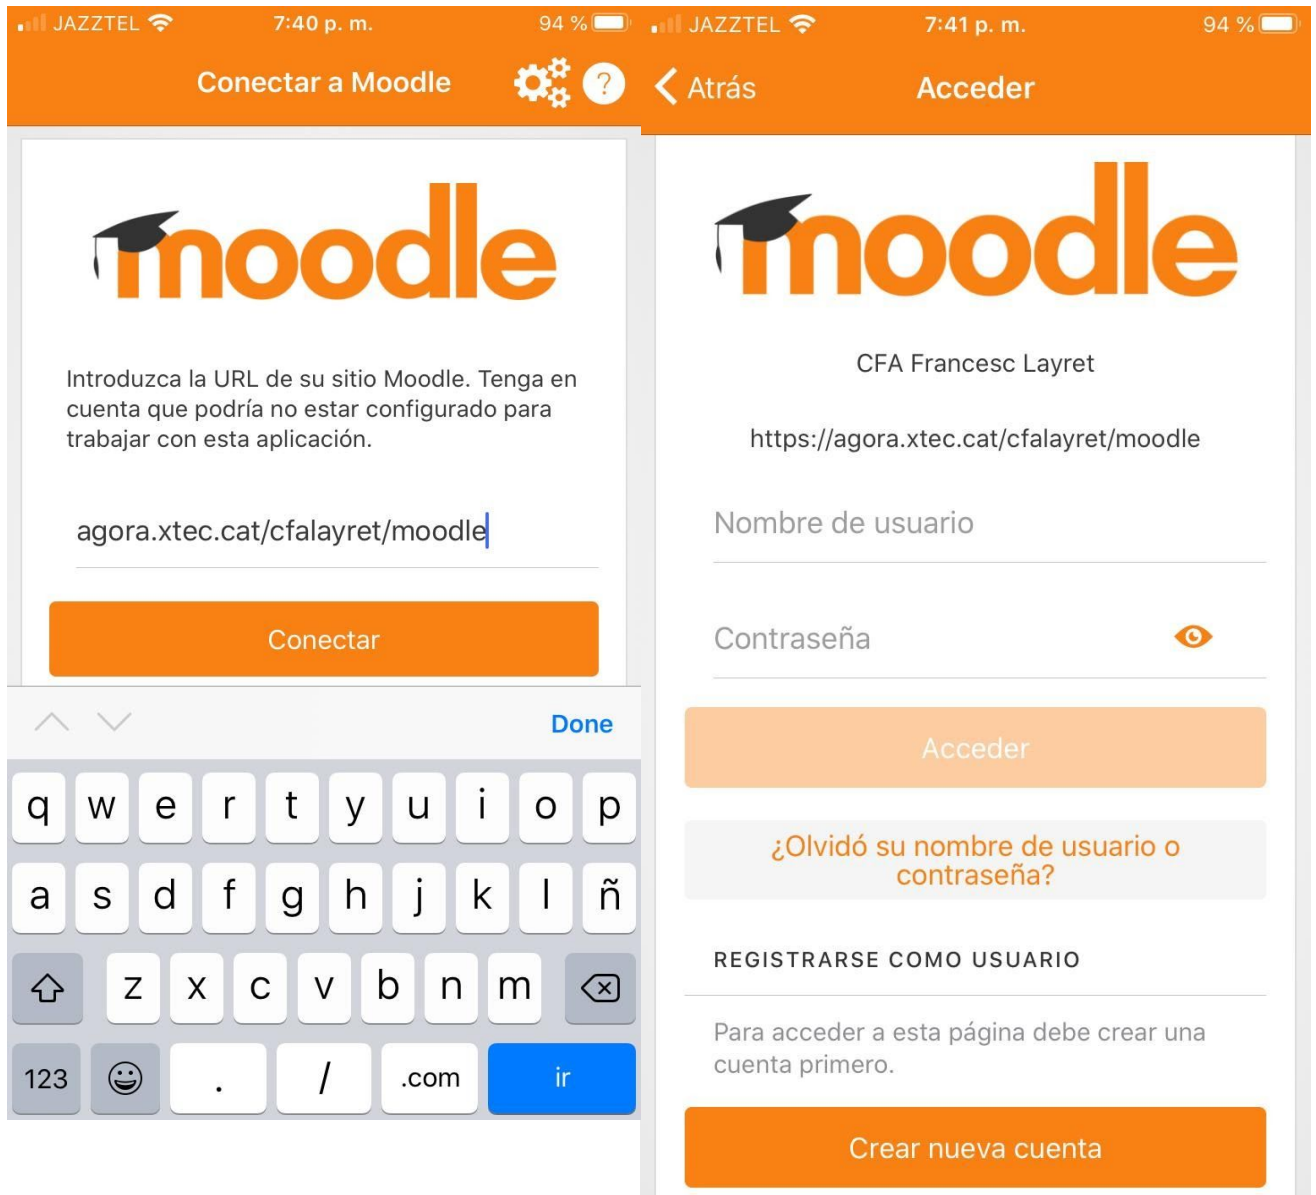 JAZZTEL 7:40 p. m. 94 %
Conectar a Moodle ?
moodle
Introduzca la URL de su sitio Moodle. Tenga en
cuenta que podría no estar configurado para
trabajar con esta aplicación.
agora.xtec.cat/cfalayret/moodle
Conectar
Done
q w e r t y u i o p
a s d f g h j k l ñ
z x c v b n m
123 . / .com ir
JAZZTEL 7:41 p. m. 94 %
Atrás Acceder
moodle
CFA Francesc Layret
https://agora.xtec.cat/cfalayret/moodle
Nombre de usuario
Contraseña
Acceder
¿Olvidó su nombre de usuario o
contraseña?
REGISTRARSE COMO USUARIO
Para acceder a esta página debe crear una
cuenta primero.
Crear nueva cuenta